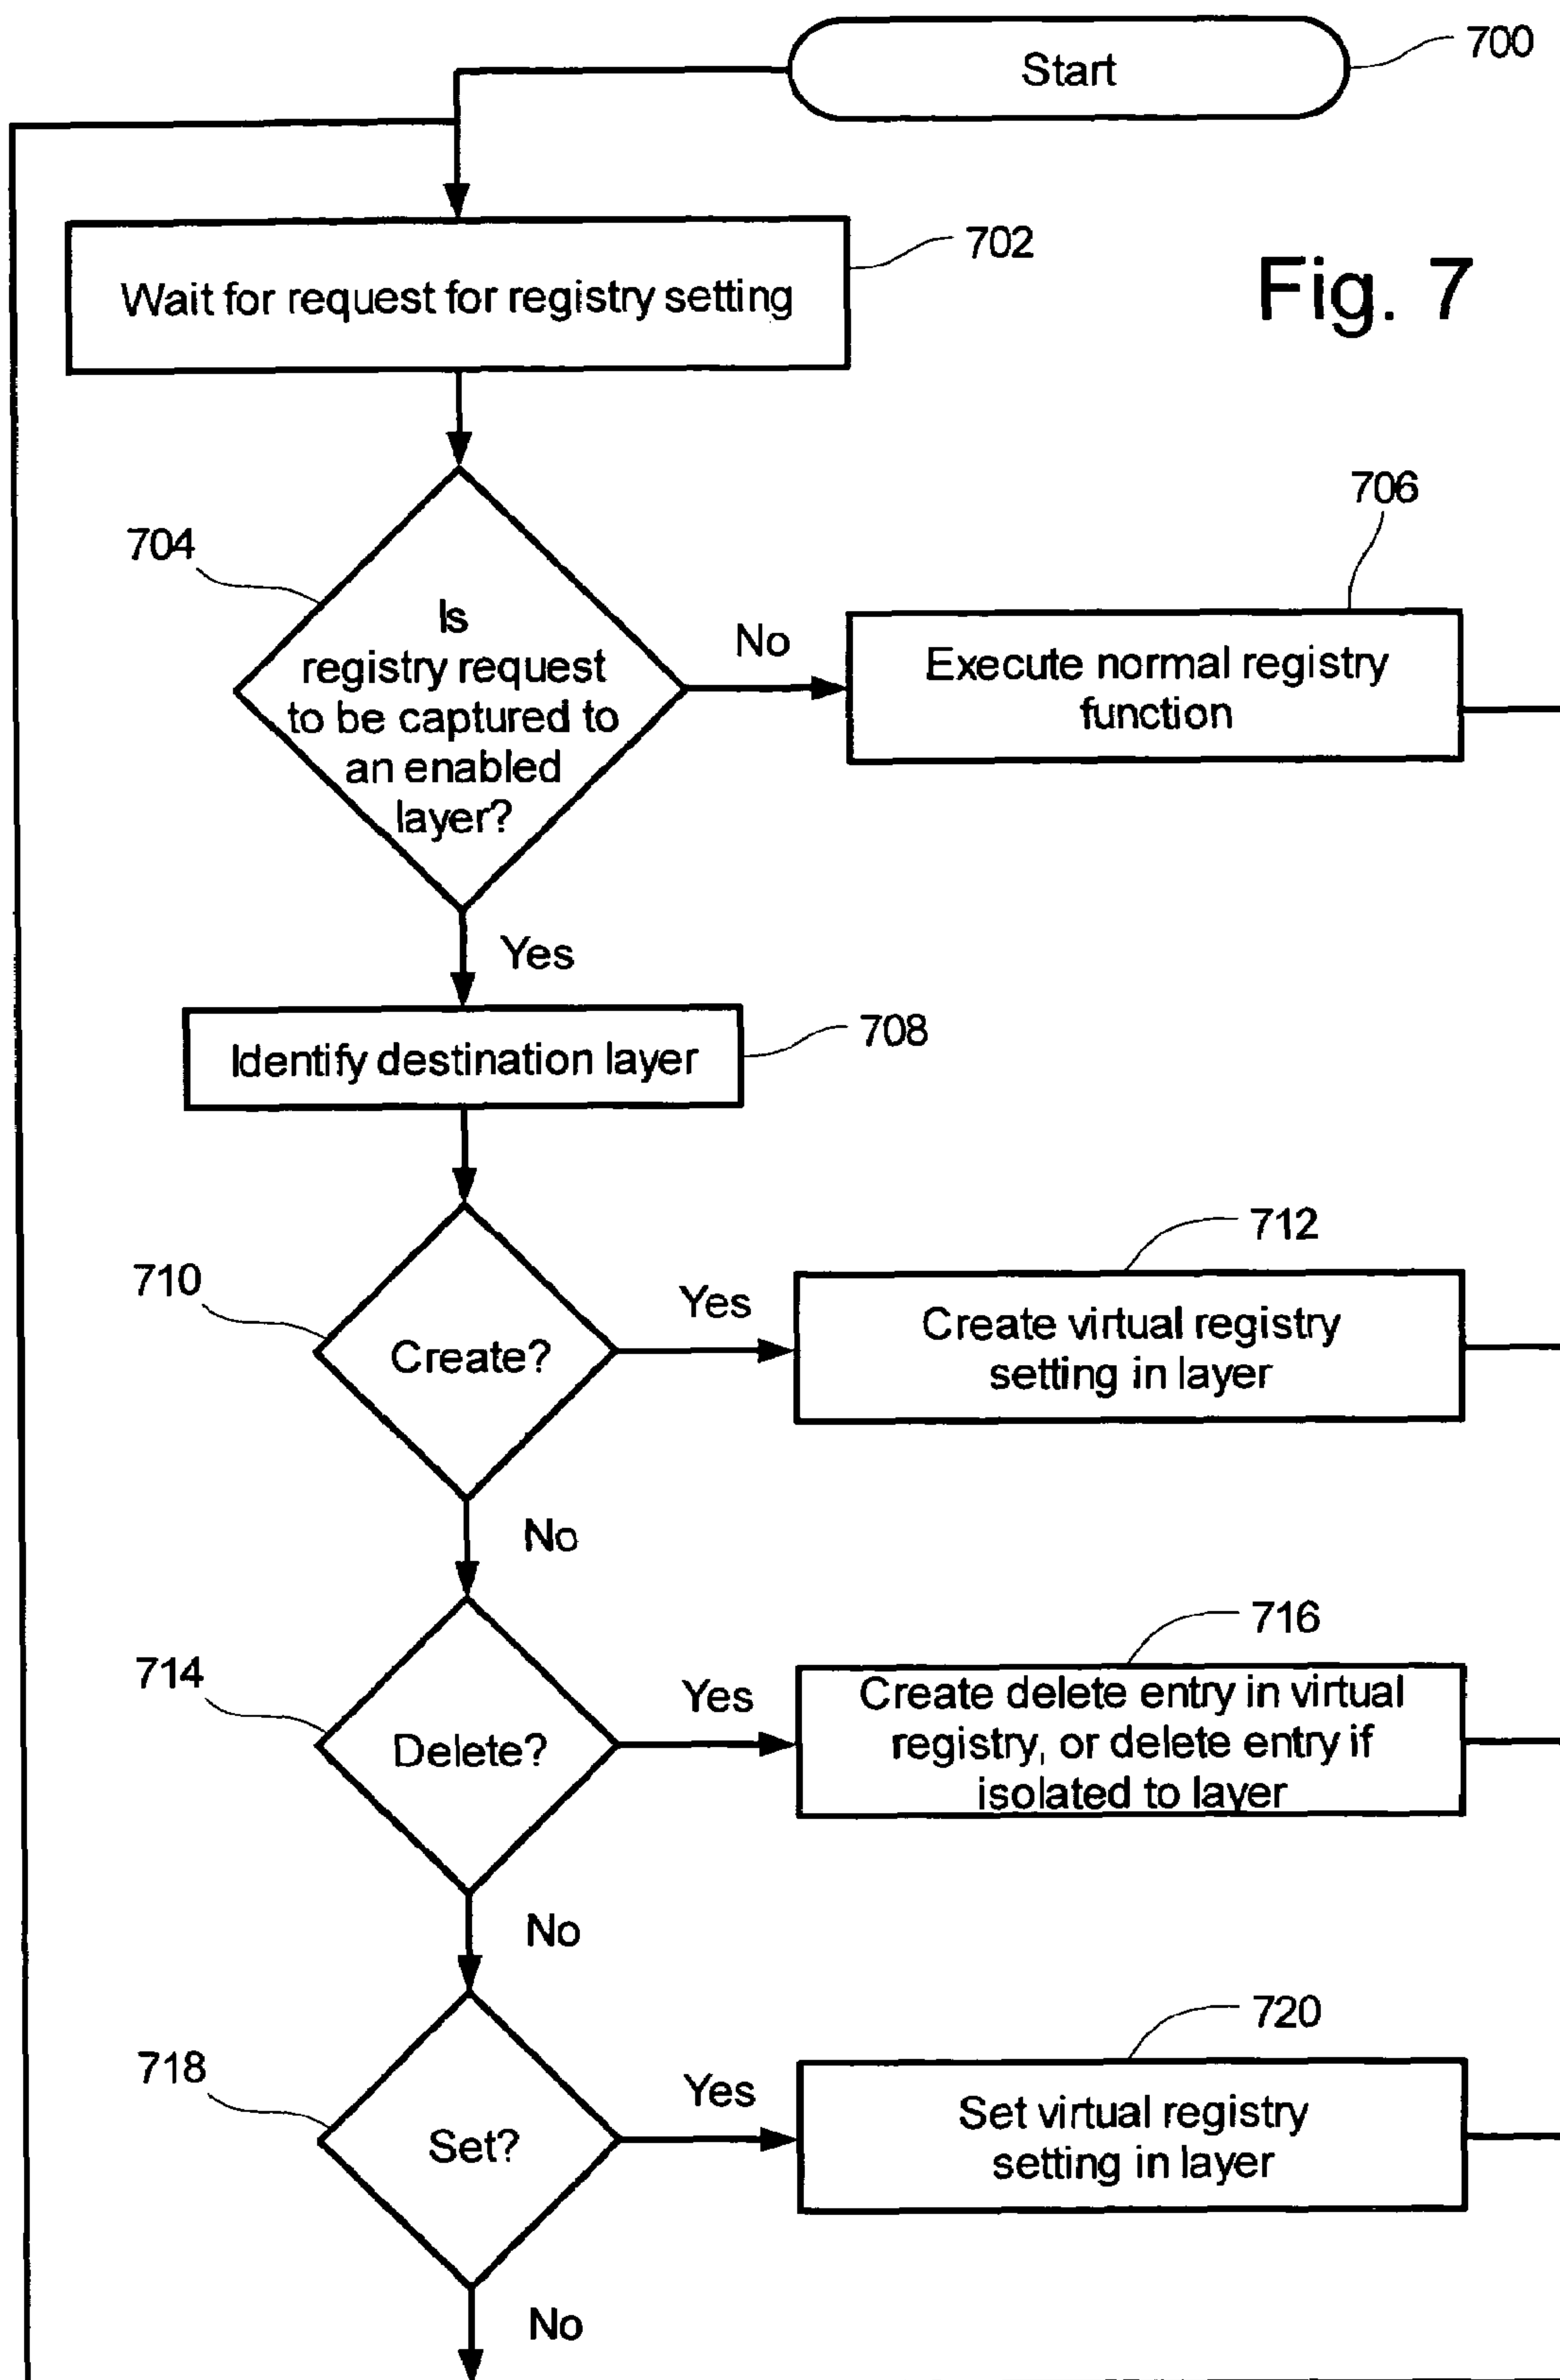 Start
700
702
Wait for request for registry setting
Fig. 7
704
Is
registry request
to be captured to
an enabled
layer?
No
706
Execute normal registry
function
Yes
Identify destination layer
708
710
Create?
Yes
712
Create virtual registry
setting in layer
No
714
Delete?
Yes
716
Create delete entry in virtual
registry, or delete entry if
isolated to layer
No
718
Set?
Yes
720
Set virtual registry
setting in layer
No